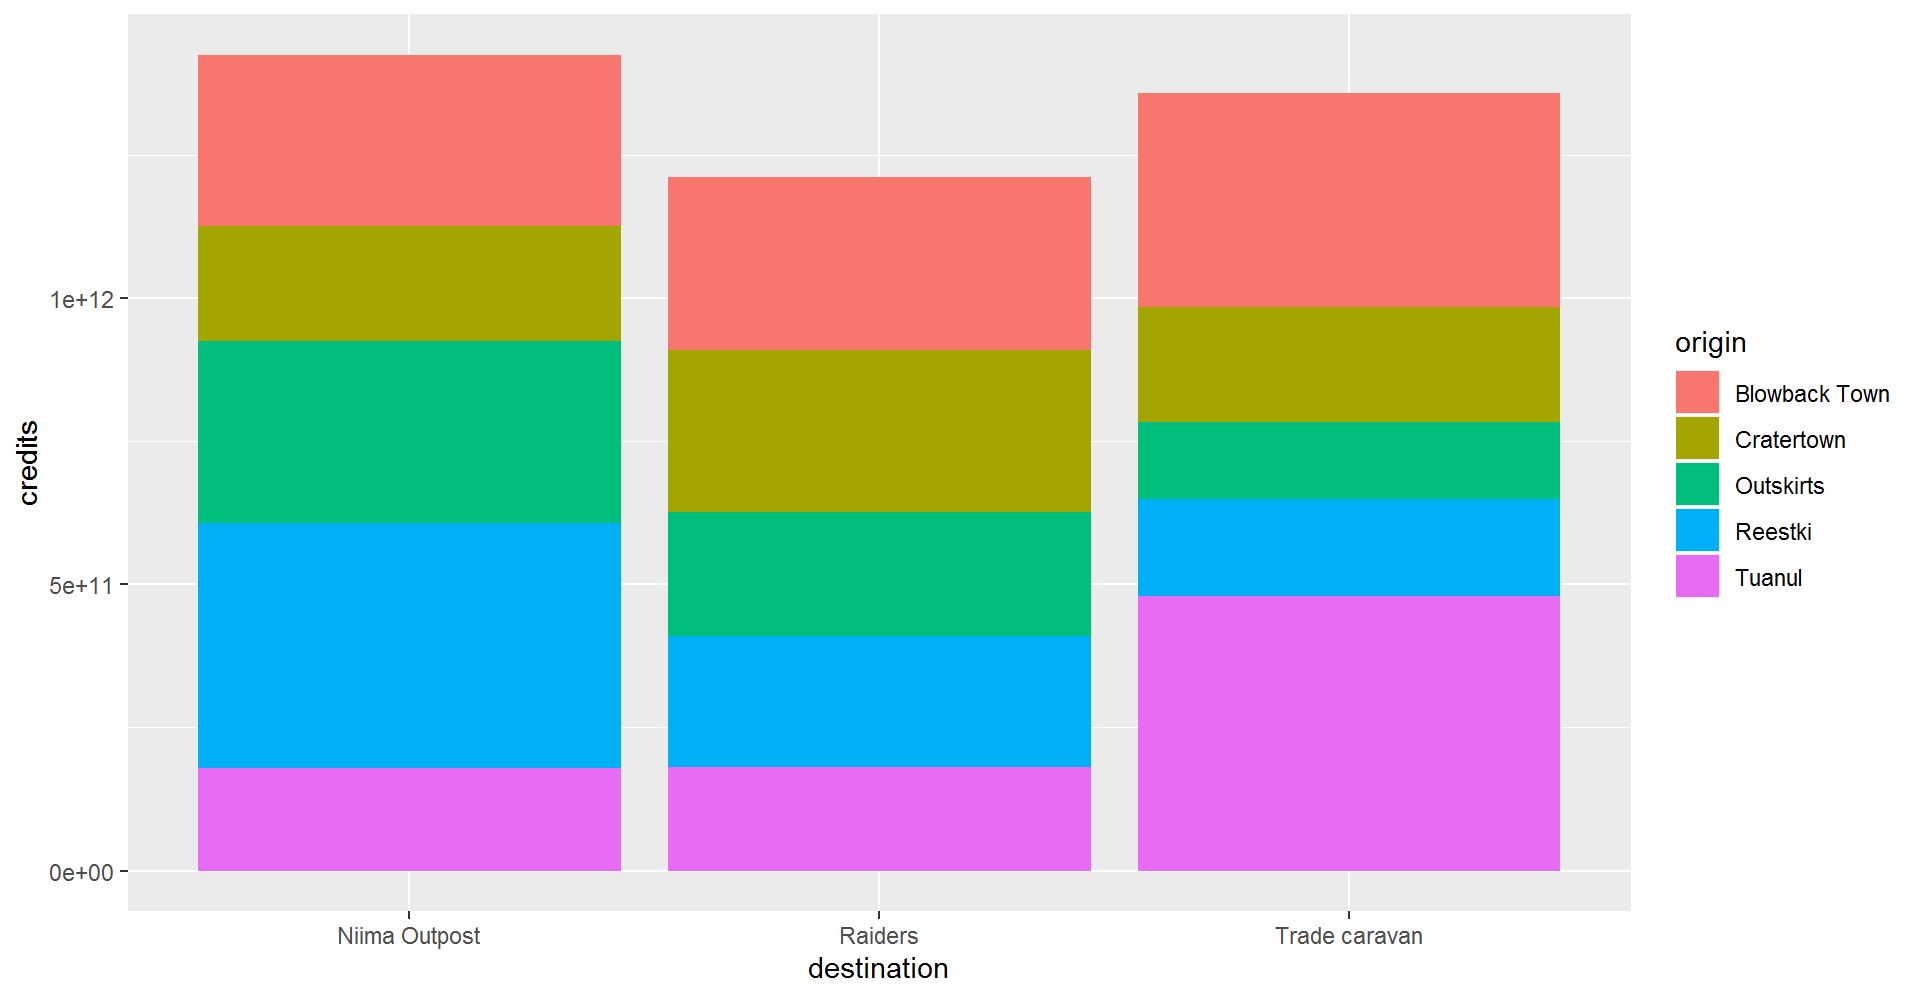 credits
1e+12
5e+11
0e+00
Niima Outpost
Raiders
Trade caravan
destination
origin
Blowback Town
Cratertown
Outskirts
Reestki
Tuanul